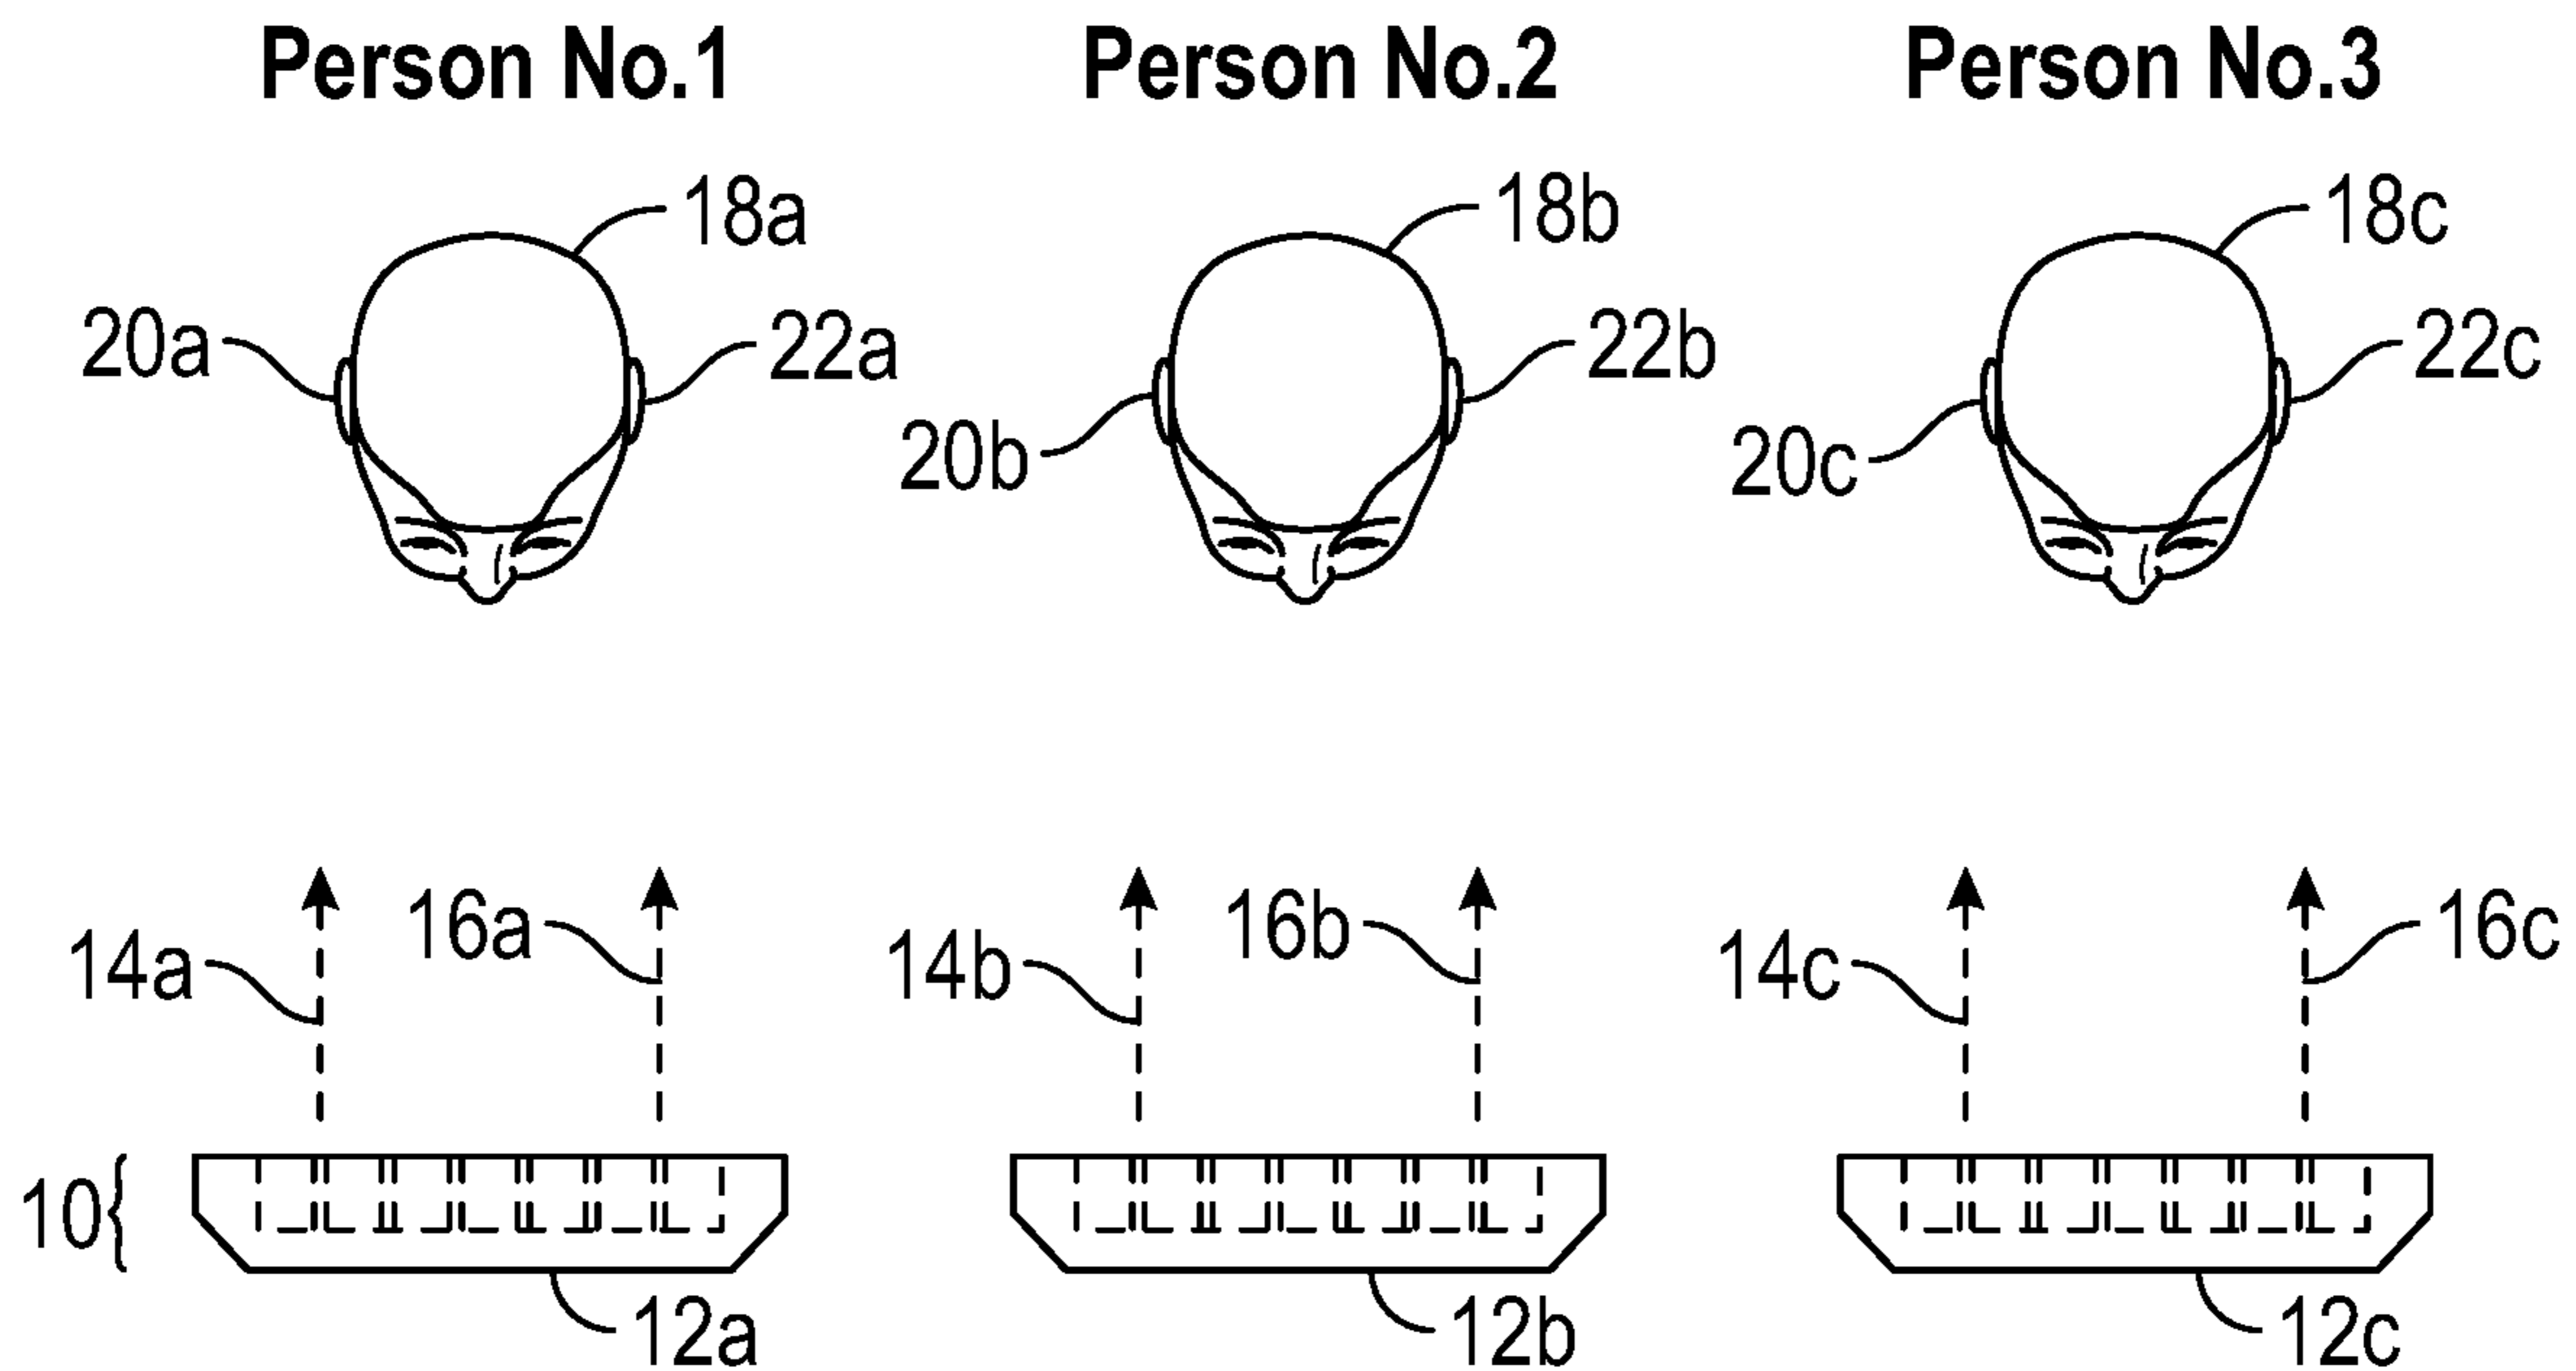 Person No.1 Person No.2 Person No.3
18a 18b 18c
20a 22a 22b 22c
20b 20c
16a 16b 16c
14a 14b 14c
10
12a 12b 12c